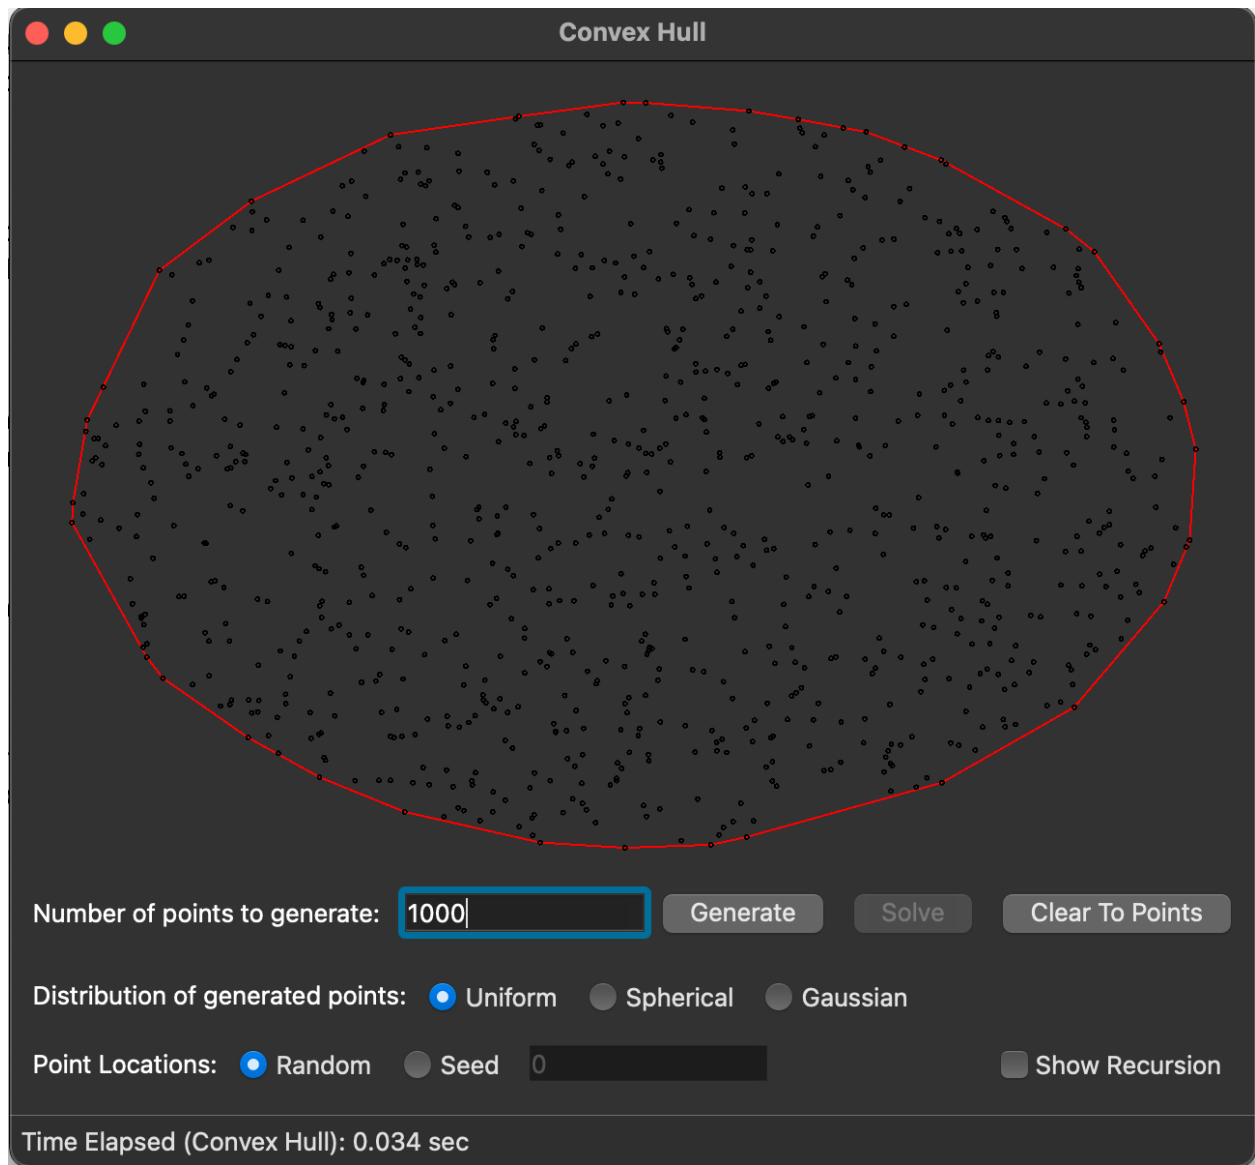 Convex Hull
Number of points to generate: 1000 Generate Solve Clear To Points
Distribution of generated points: Uniform Spherical Gaussian
Point Locations: Random Seed 0 Show Recursion
Time Elapsed (Convex Hull): 0.034 sec